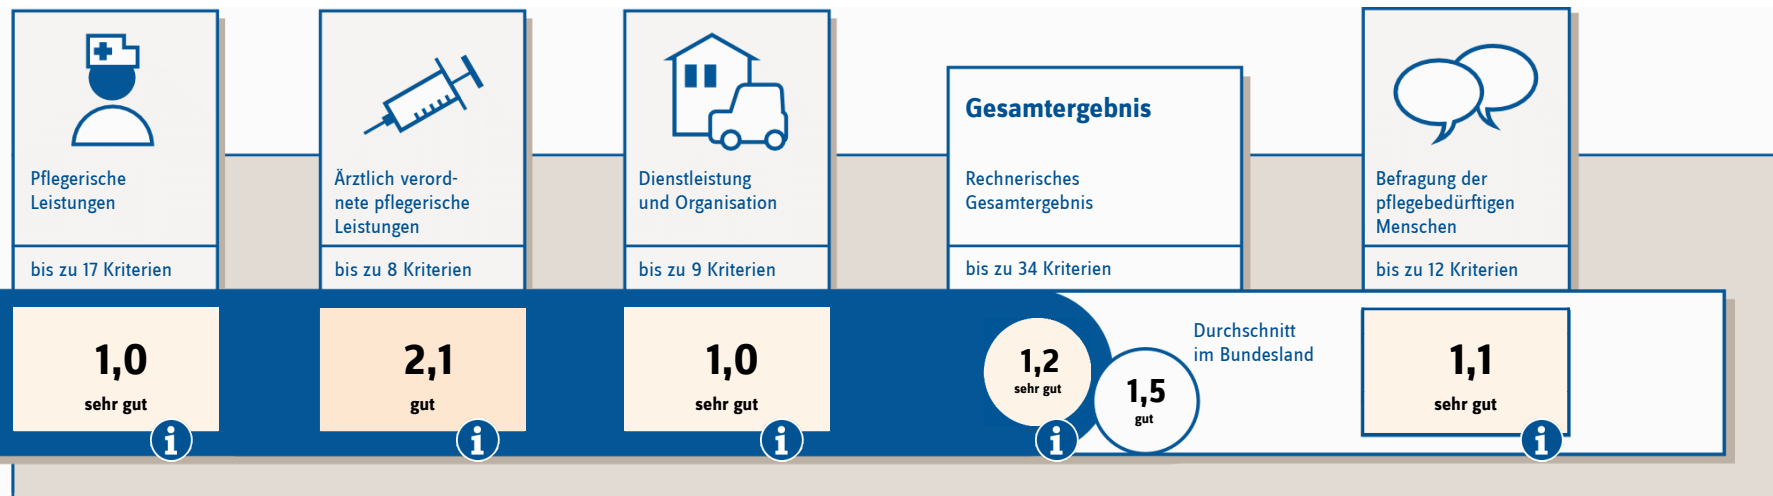 Pflegerische
Leistungen
bis zu 17 Kriterien
1,0
sehr gut
i
Ärztlich verord-
nete pflegerische
Leistungen
bis zu 8 Kriterien
2,1
gut
i
Dienstleistung
und Organisation
bis zu 9 Kriterien
1,0
sehr gut
i
Gesamtergebnis
Rechnerisches
Gesamtergebnis
bis zu 34 Kriterien
1,2
sehr gut
i
1,5
gut
Durchschnitt
im Bundesland
Befragung der
pflegebedürftigen
Menschen
bis zu 12 Kriterien
1,1
sehr gut
i